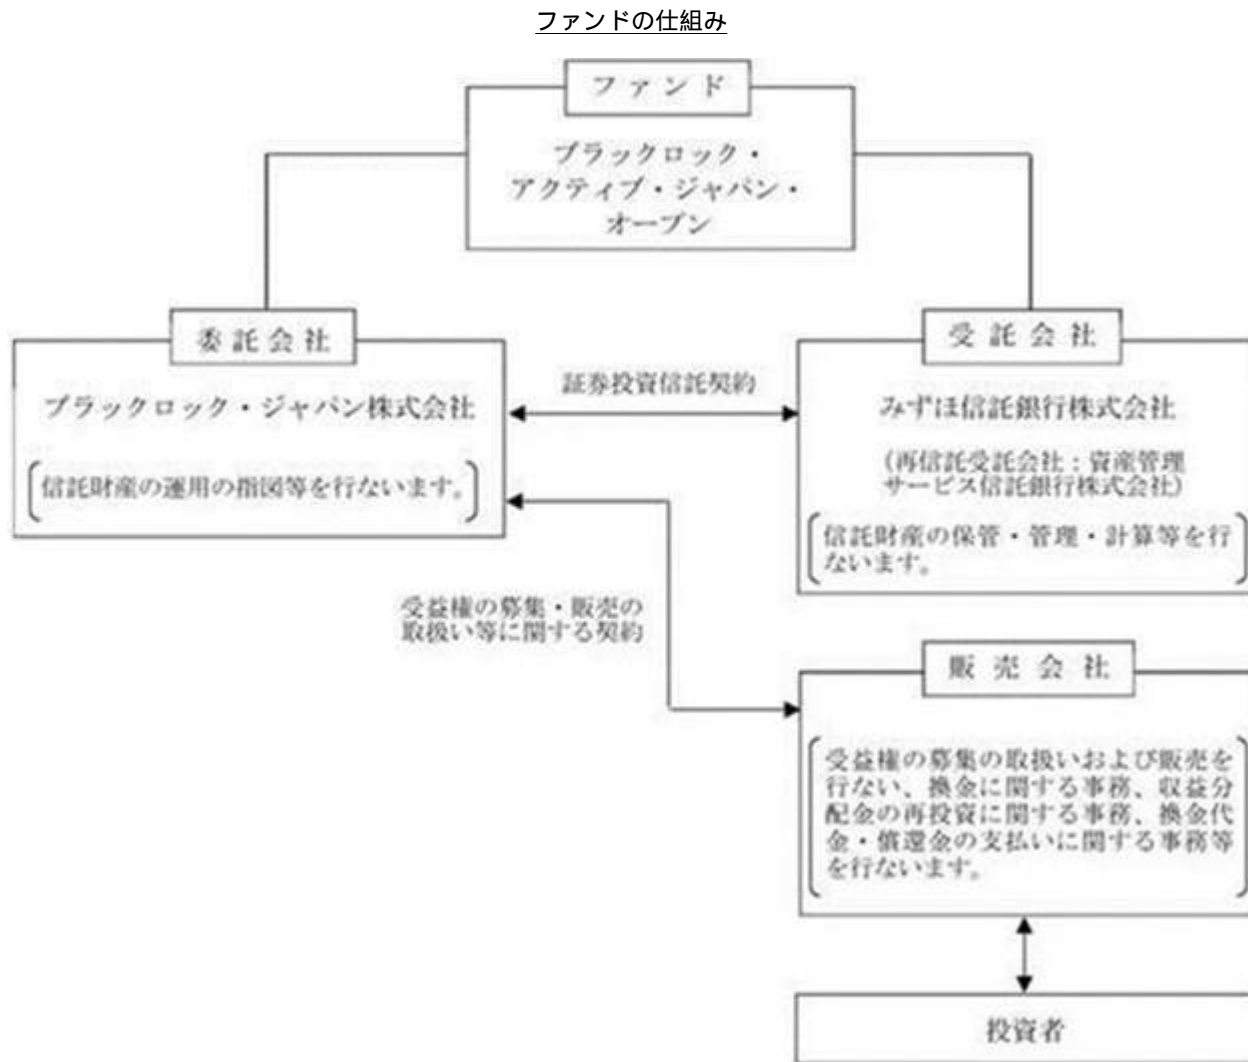 ファンドの仕組み
ファンド
ブラックロック・
アクティブ・ジャパン・
オープン
委託会社
ブラックロック・ジャパン株式会社
信託財産の運用の指図等を行ないます。
証券投資信託契約
受託会社
みずほ信託銀行株式会社
(再信託受託会社:資産管理
サービス信託銀行株式会社)
信託財産の保管・管理・計算等を行
ないます。
受益権の募集・販売の
取扱い等に関する契約
販売会社
受益権の募集の取扱いおよび販売を
行ない、換金に関する事務、収益分
配金の再投資に関する事務、換金代
金・償還金の支払いに関する事務等
を行ないます。
投資者